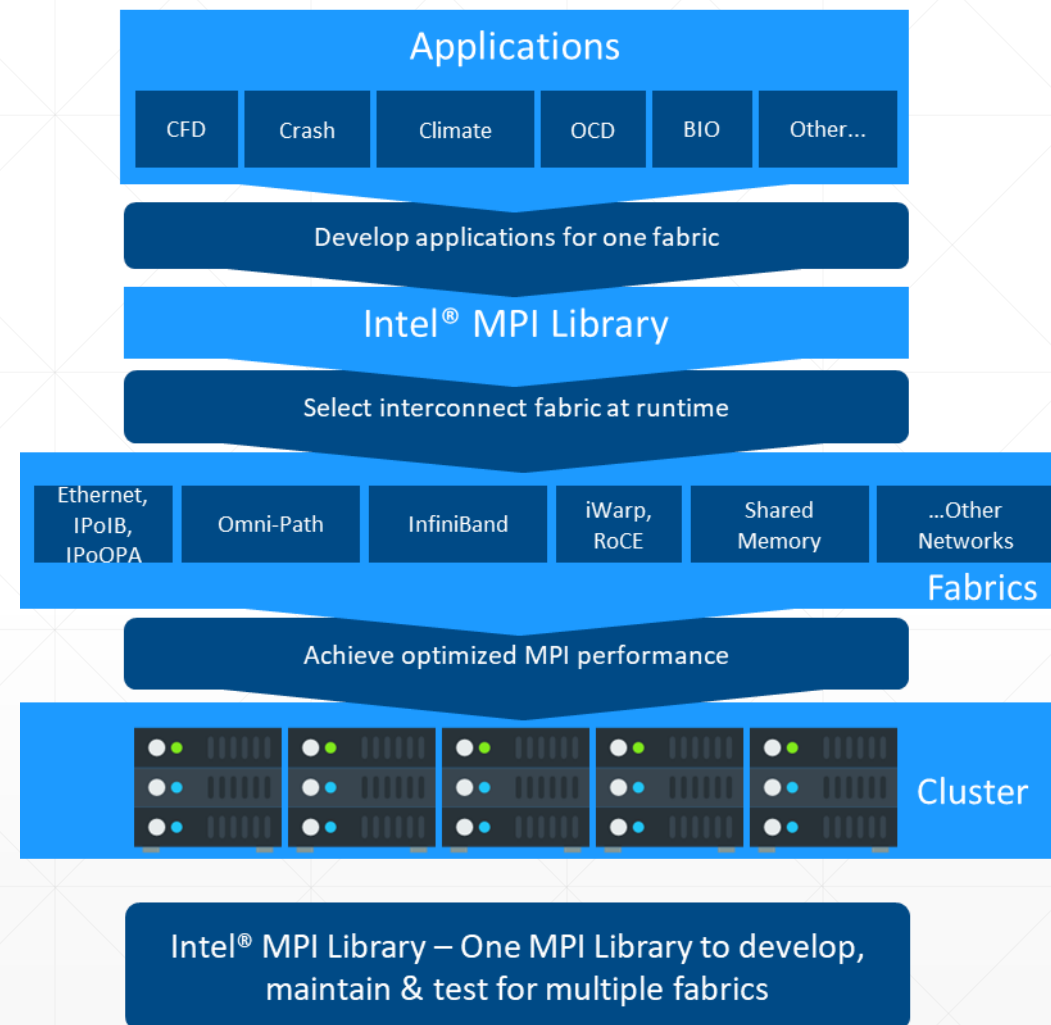 Applications
CFD
Crash
Climate
OCD
BIO
Other...
Develop applications for one fabric
Intel® MPI Library
Select interconnect fabric at runtime
Ethernet,
IPoIB,
IPoOPA
Omni-Path
InfiniBand
iWarp,
RoCE
Shared
Memory
...Other
Networks
Fabrics
Achieve optimized MPI performance
Cluster
Intel® MPI Library – One MPI Library to develop,
maintain & test for multiple fabrics